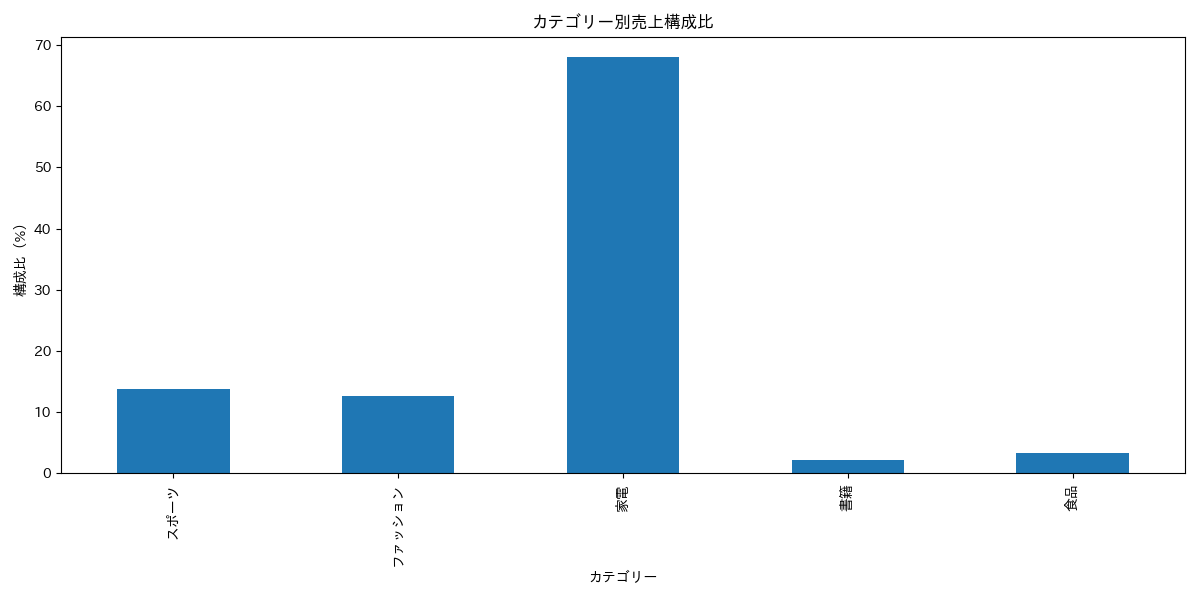 カテゴリー別売上構成比
70
60
50
40
30
20
10
0
構成比（%）
スポーツ
ファッション
家電
書籍
食品
カテゴリー